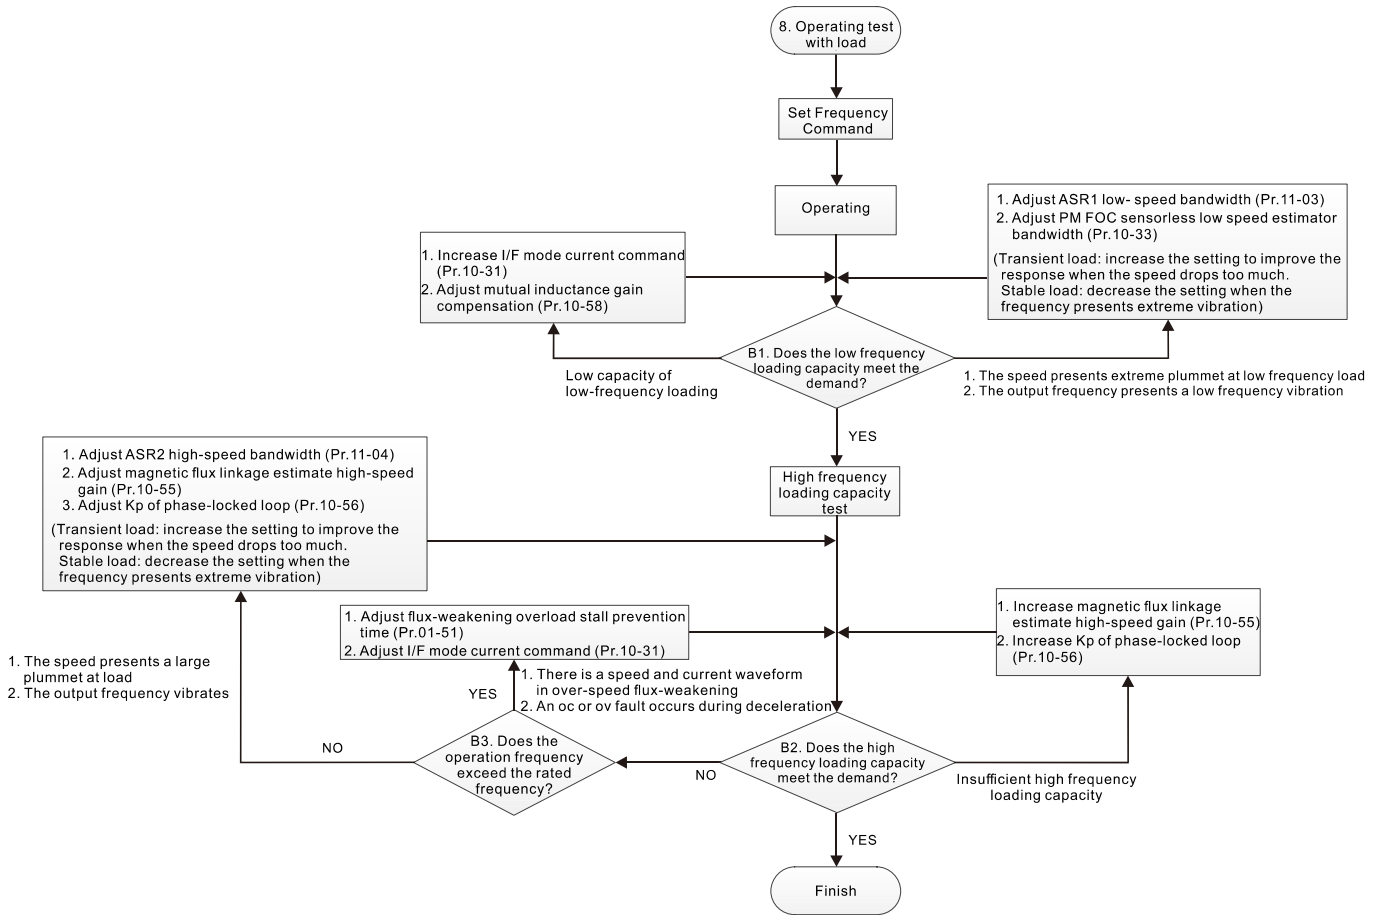 8. Operating test
with load
Set Frequency
Command
Operating
1. Adjust ASR1 low- speed bandwidth (Pr.11-03)
2. Adjust PM FOC sensorless low speed estimator
bandwidth (Pr.10-33)
(Transient load: increase the setting to improve the
response when the speed drops too much.
Stable load: decrease the setting when the
frequency presents extreme vibration)
1. Increase I/F mode current command
(Pr.10-31)
2. Adjust mutual inductance gain
compensation (Pr.10-58)
B1. Does the low frequency
loading capacity meet the
demand?
Low capacity of
low-frequency loading
1. The speed presents extreme plummet at low frequency load
2. The output frequency presents a low frequency vibration
YES
1. Adjust ASR2 high-speed bandwidth (Pr.11-04)
2. Adjust magnetic flux linkage estimate high-speed
gain (Pr.10-55)
3. Adjust Kp of phase-locked loop (Pr.10-56)
(Transient load: increase the setting to improve the
response when the speed drops too much.
Stable load: decrease the setting when the
frequency presents extreme vibration)
High frequency
loading capacity
test
1. Adjust flux-weakening overload stall prevention
time (Pr.01-51)
2. Adjust I/F mode current command (Pr.10-31)
1. Increase magnetic flux linkage
estimate high-speed gain (Pr.10-55)
2. Increase Kp of phase-locked loop
(Pr.10-56)
1. The speed presents a large
plummet at load
2. The output frequency vibrates
YES
1. There is a speed and current waveform
in over-speed flux-weakening
2. An oc or ov fault occurs during deceleration
NO
B3. Does the
operation frequency
exceed the rated
frequency?
NO
B2. Does the high
frequency loading capacity
meet the demand?
Insufficient high frequency
loading capacity
YES
Finish